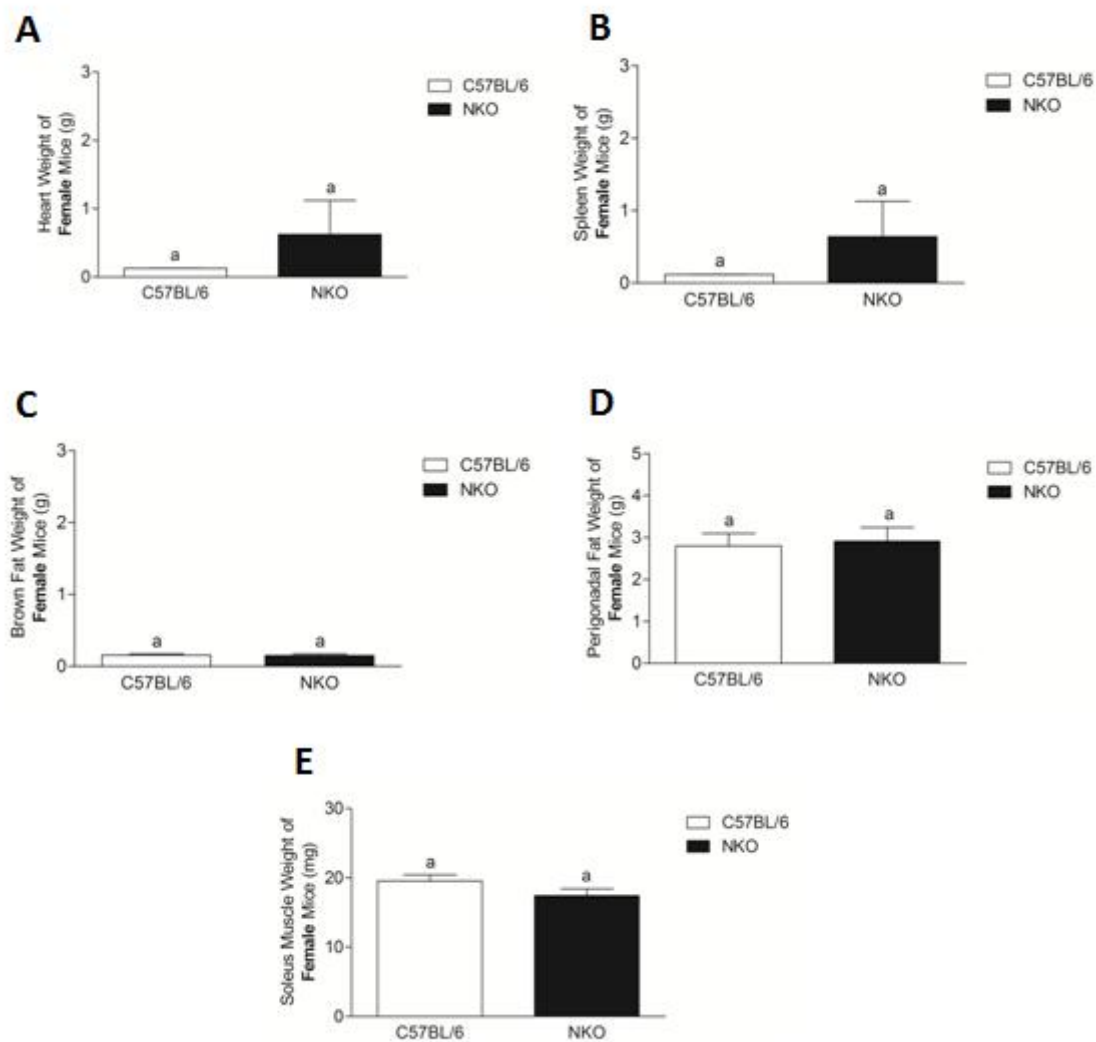 A
Heart Weight of
Female Mice (g)
3
2
1
0
a
a
C57BL/6
NKO
C57BL/6
NKO
B
Spleen Weight of
Female Mice (g)
3
2
1
0
a
a
C57BL/6
NKO
C57BL/6
NKO
C
Brown Fat Weight of
Female Mice (g)
3
2
1
0
a
a
C57BL/6
NKO
C57BL/6
NKO
D
Perigonadal Fat Weight of
Female Mice (g)
5
4
3
2
1
0
a
a
C57BL/6
NKO
C57BL/6
NKO
E
Soleus Muscle Weight of
Female Mice (mg)
30
20
10
0
a
a
C57BL/6
NKO
C57BL/6
NKO